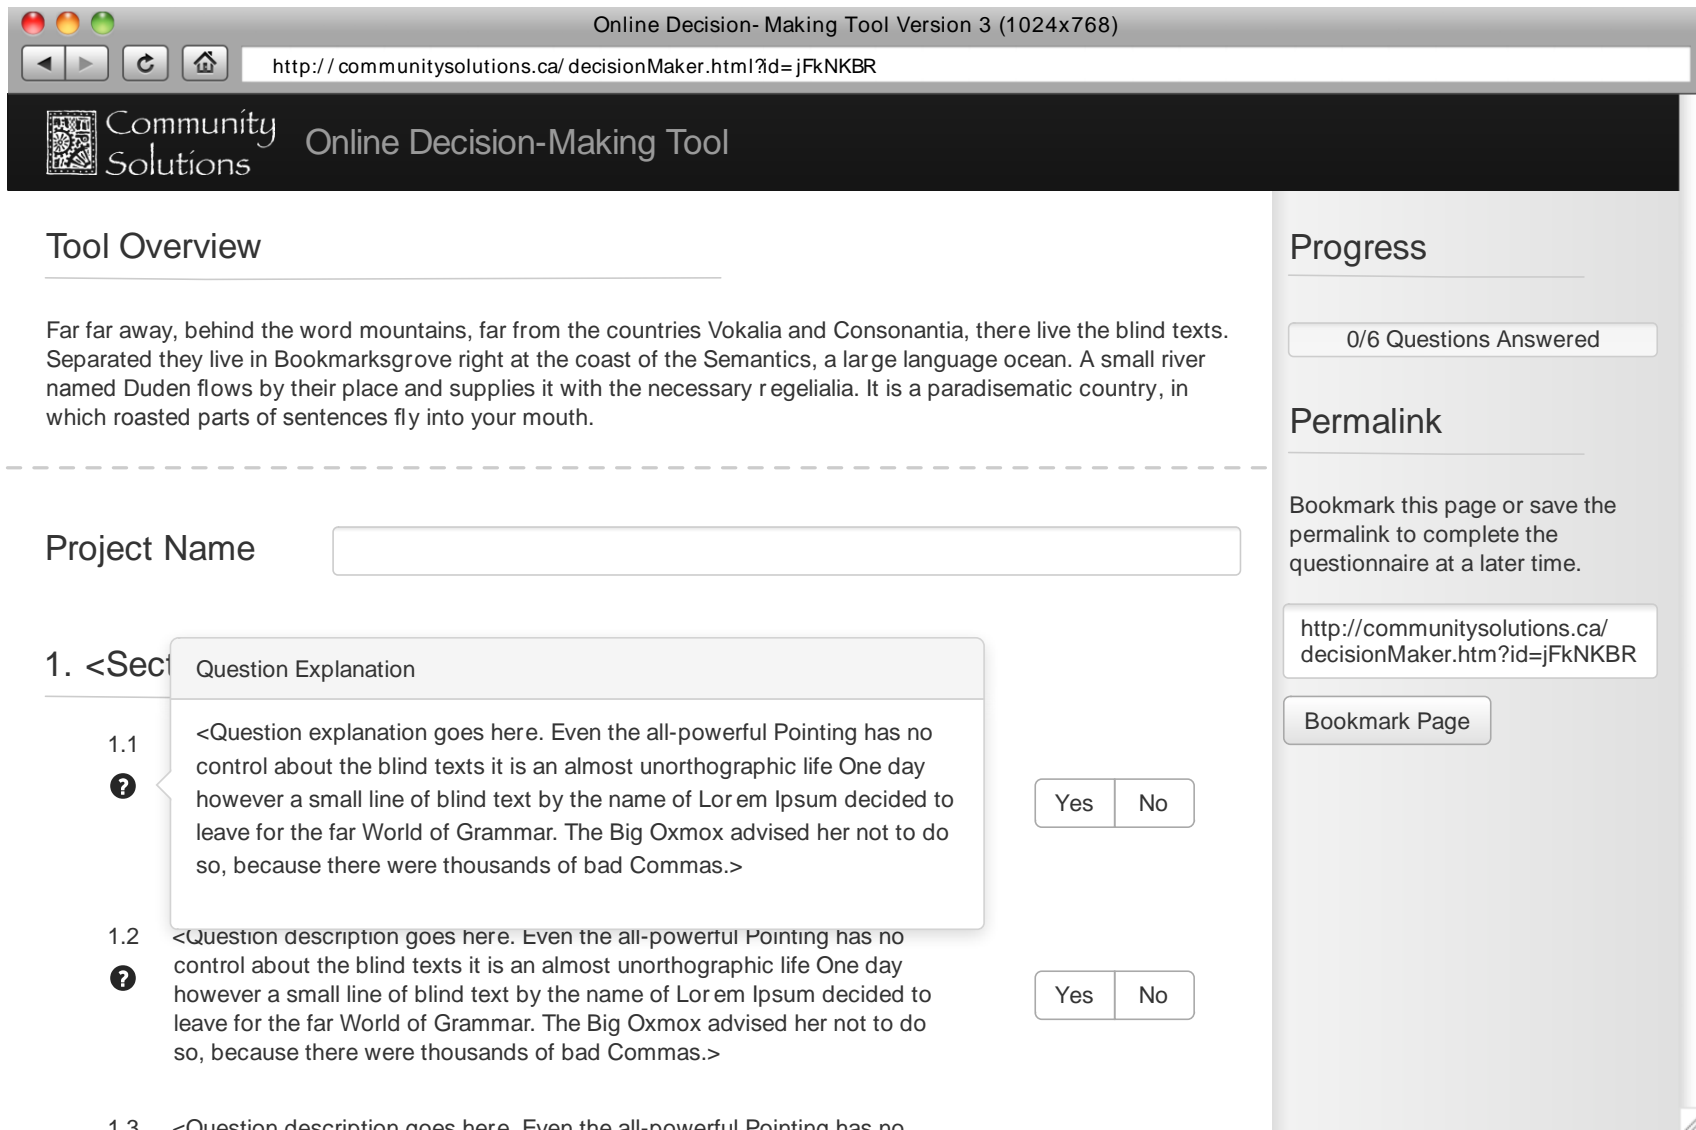 Online Decision-Making Tool Version 3 (1024x768)
http://communitysolutions.ca/decisionMaker.html?id=jFkNKBR
Community
Solutions
Online Decision-Making Tool
Tool Overview
Far far away, behind the word mountains, far from the countries Vokalia and Consonantia, there live the blind texts.
Separated they live in Bookmarksgrove right at the coast of the Semantics, a large language ocean. A small river
named Duden flows by their place and supplies it with the necessary regelialia. It is a paradisematic country, in
which roasted parts of sentences fly into your mouth.
Project Name
1. <Sect
Question Explanation
1.1
?
<Question explanation goes here. Even the all-powerful Pointing has no
control about the blind texts it is an almost unorthographic life One day
however a small line of blind text by the name of Lorem Ipsum decided to
leave for the far World of Grammar. The Big Oxmox advised her not to do
so, because there were thousands of bad Commas.>
Yes No
1.2
?
<Question description goes here. Even the all-powerful Pointing has no
control about the blind texts it is an almost unorthographic life One day
however a small line of blind text by the name of Lorem Ipsum decided to
leave for the far World of Grammar. The Big Oxmox advised her not to do
so, because there were thousands of bad Commas.>
Yes No
1.3 <Question description goes here. Even the all-powerful Pointing has no
Progress
0/6 Questions Answered
Permalink
Bookmark this page or save the
permalink to complete the
questionnaire at a later time.
http://communitysolutions.ca/
decisionMaker.htm?id=jFkNKBR
Bookmark Page